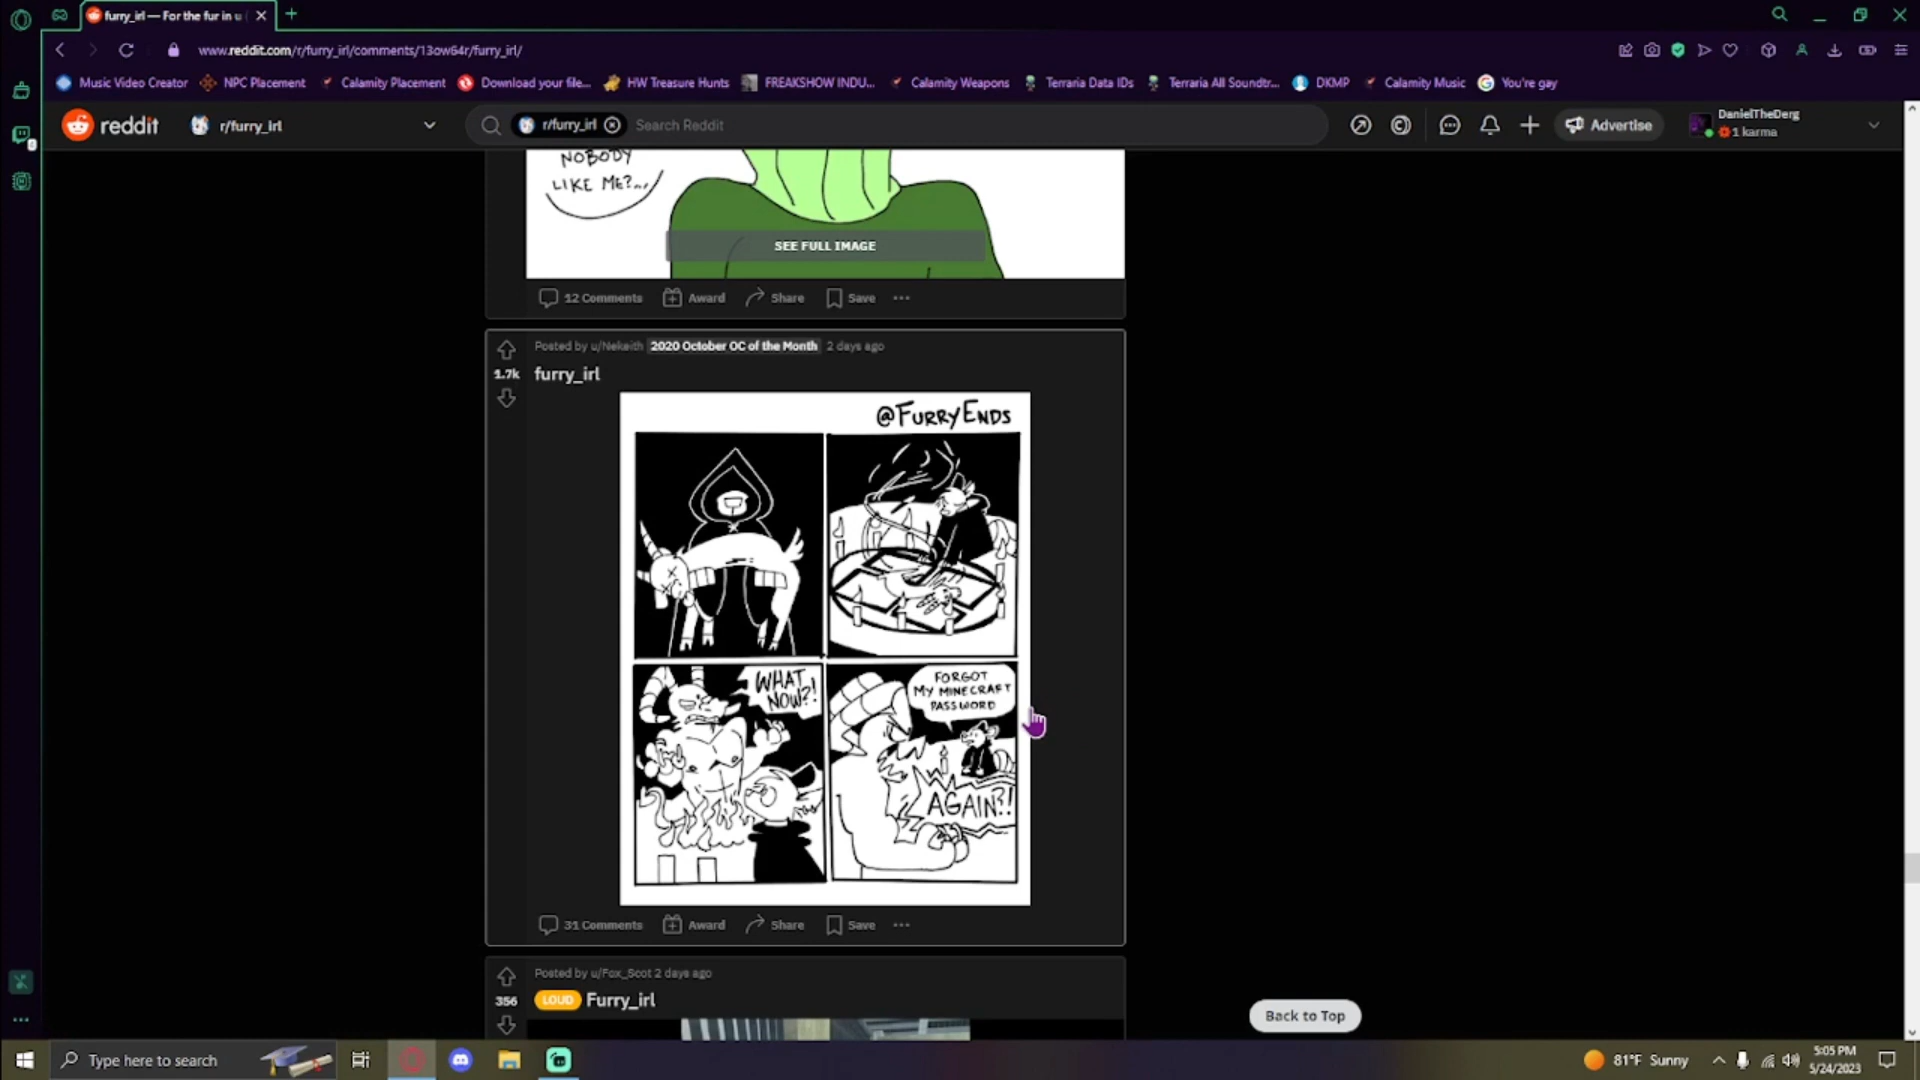 furry_irl — For the fur in u
www.reddit.com/r/furry_irl/comments/13ow64r/furry_irl/
Music Video Creator
NPC Placement
Calamity Placement
Download your file...
HW Treasure Hunts
FREAKSHOW INDU...
Calamity Weapons
Terraria Data IDs
Terraria All Soundtr...
DKMP
Calamity Music
You're gay
reddit
r/furry_irl
r/furry_irl
Search Reddit
Advertise
DanielTheDerg
1 karma
NOBODY
LIKE ME?...
SEE FULL IMAGE
12 Comments
Award
Share
Save
Posted by u/Nekeith 2020 October OC of the Month 2 days ago
1.7k
furry_irl
@FURRYENDS
WHAT
NOW?!
FORGOT
MY MINECRAFT
PASSWORD
AGAIN?!
31 Comments
Award
Share
Save
Posted by u/Fox_Scot 2 days ago
356
LOUD Furry_irl
Back to Top
Type here to search
81°F Sunny
5:05 PM
5/24/2023